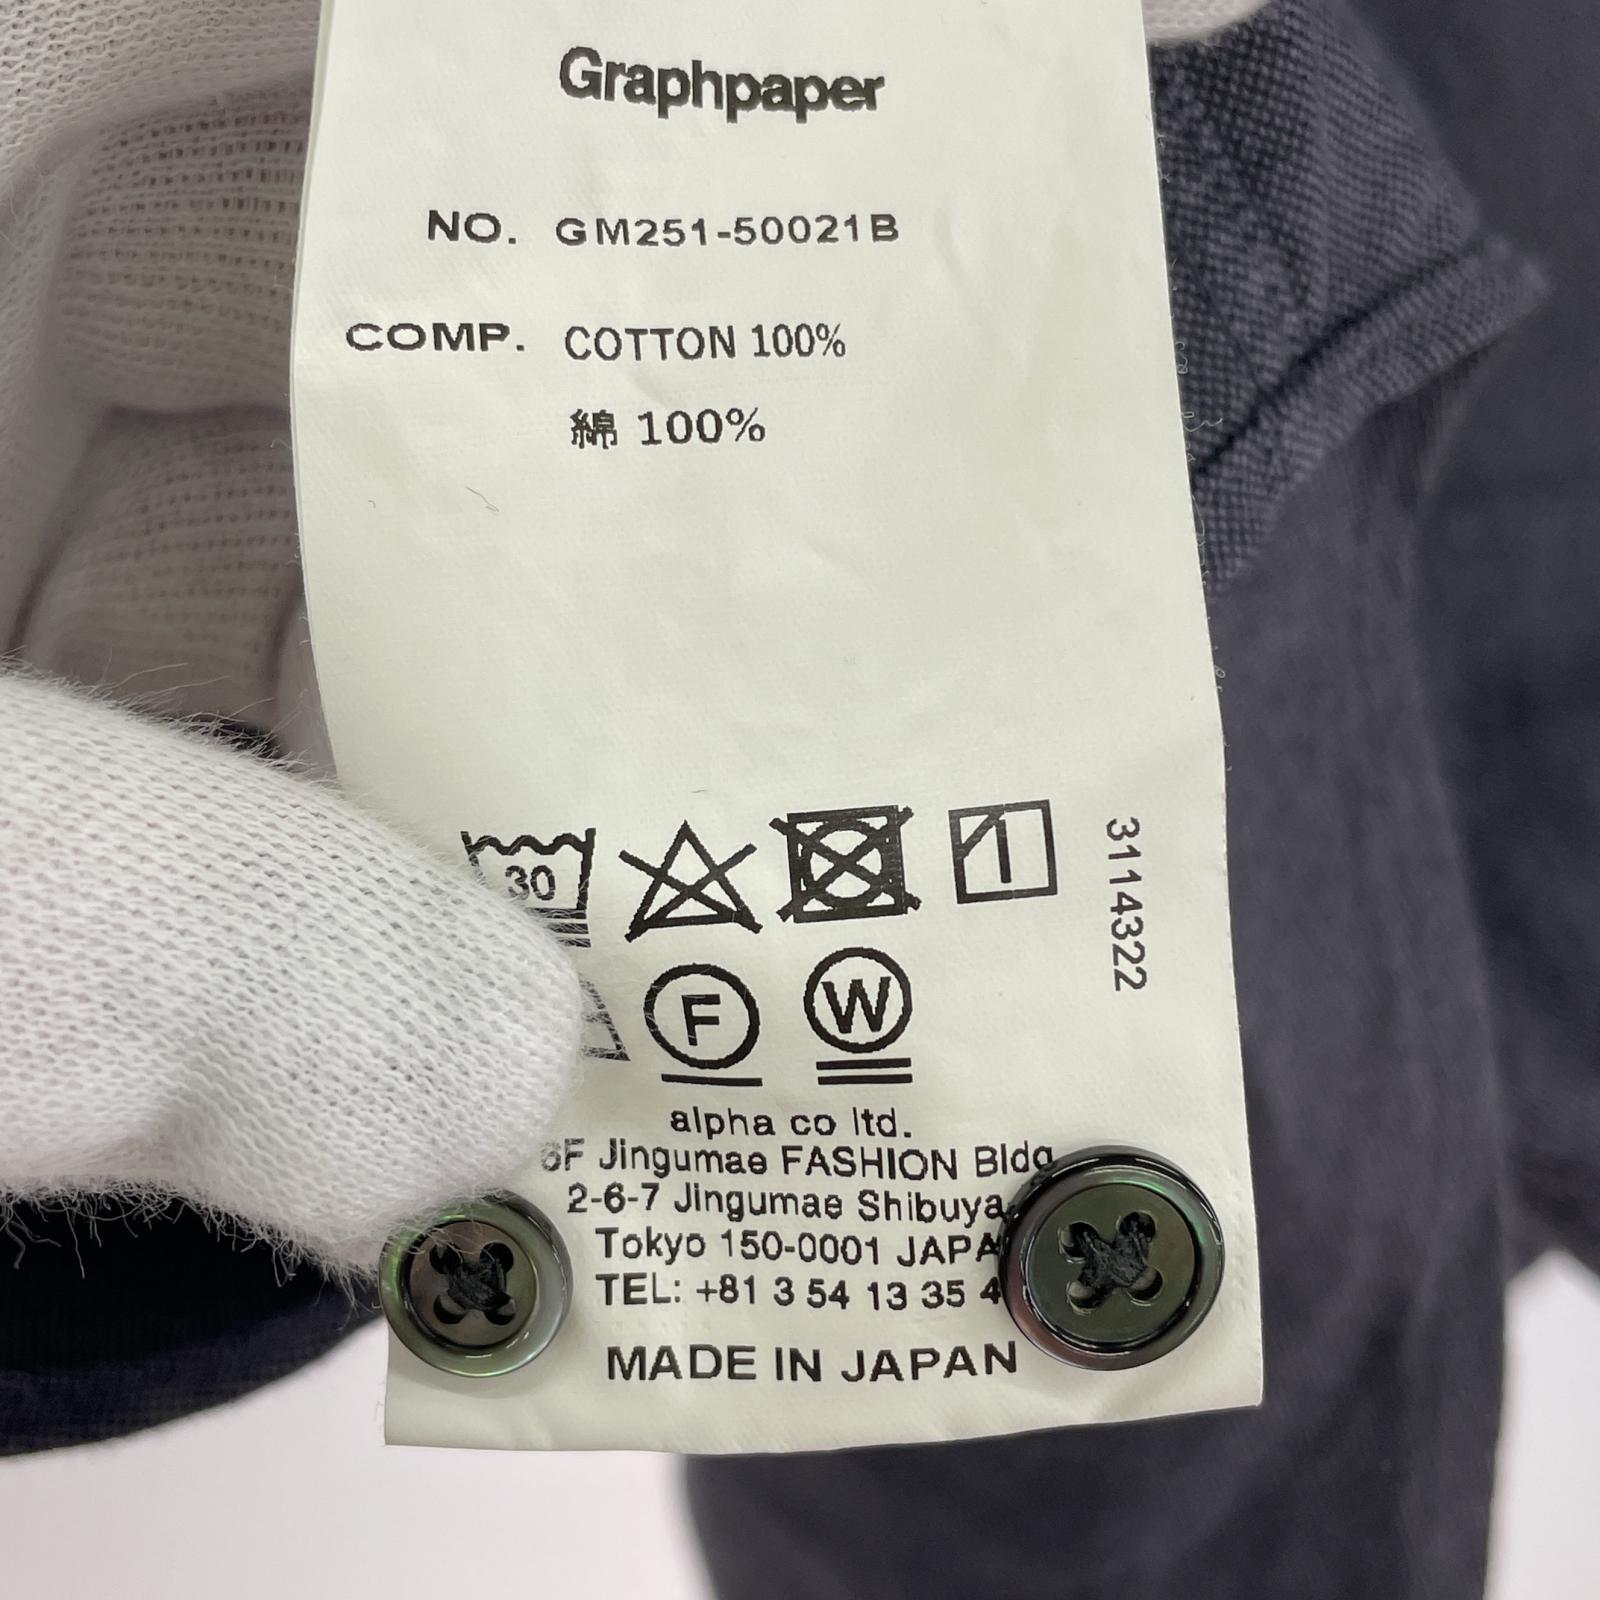 Graphpaper
NO. GM251-50021B
COMP. COTTON 100%
綿 100%
30
3114322
F
W
alpha co ltd.
6F Jingumae FASHION Bldg
2-6-7 Jingumae Shibuya
Tokyo 150-0001 JAPA
TEL: +81 3 54 13 35 4
MADE IN JAPAN